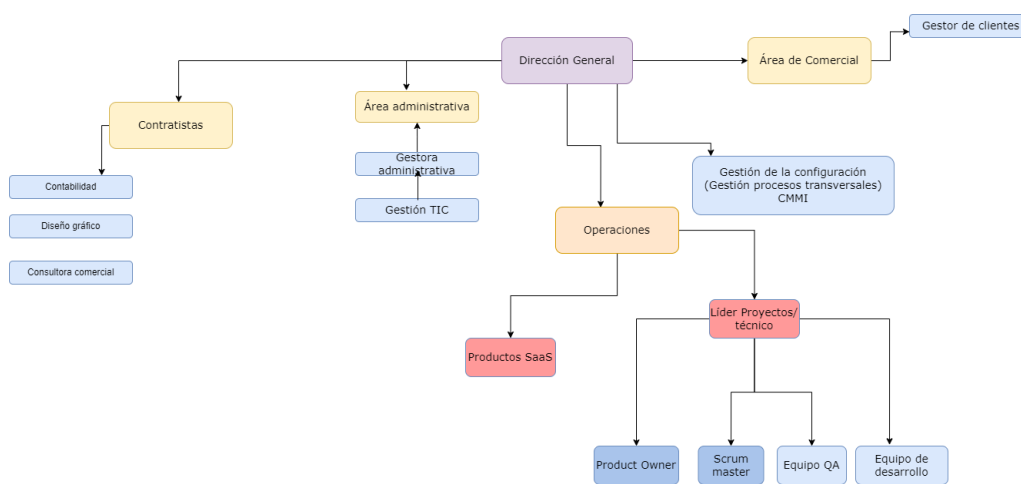 Gestor de clientes
Dirección General
Área de Comercial
Área administrativa
Contratistas
Gestora
administrativa
Gestión de la configuración
(Gestión procesos transversales)
CMMI
Contabilidad
Gestión TIC
Diseño gráfico
Operaciones
Consultora comercial
Líder Proyectos/
técnico
Productos SaaS
Product Owner
Scrum
master
Equipo QA
Equipo de
desarrollo